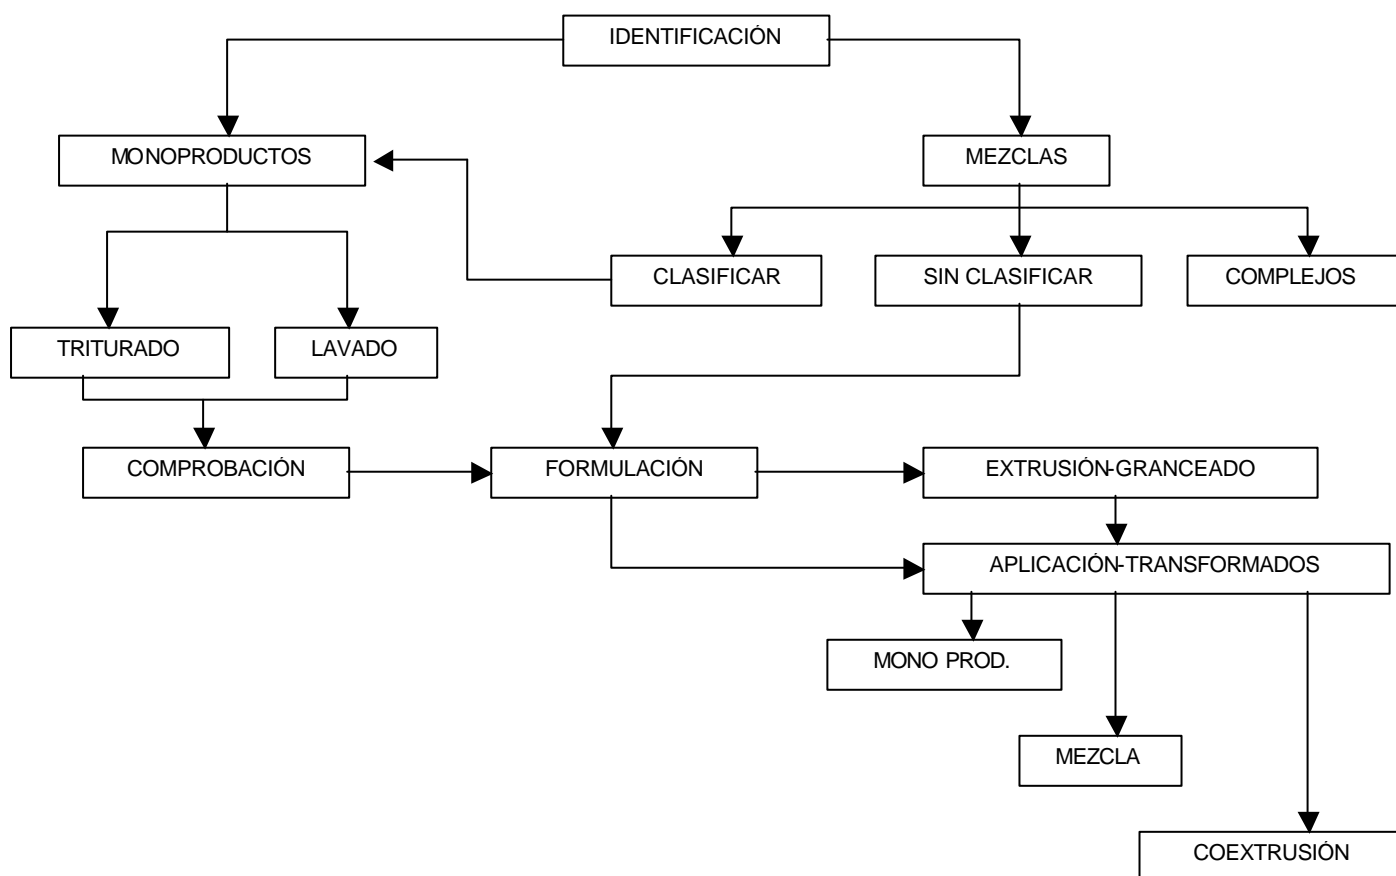 IDENTIFICACIÓN
MONOPRODUCTOS
MEZCLAS
CLASIFICAR
SIN CLASIFICAR
COMPLEJOS
TRITURADO
LAVADO
COMPROBACIÓN
FORMULACIÓN
EXTRUSIÓN-GRANCEADO
APLICACIÓN-TRANSFORMADOS
MONO PROD.
MEZCLA
COEXTRUSIÓN